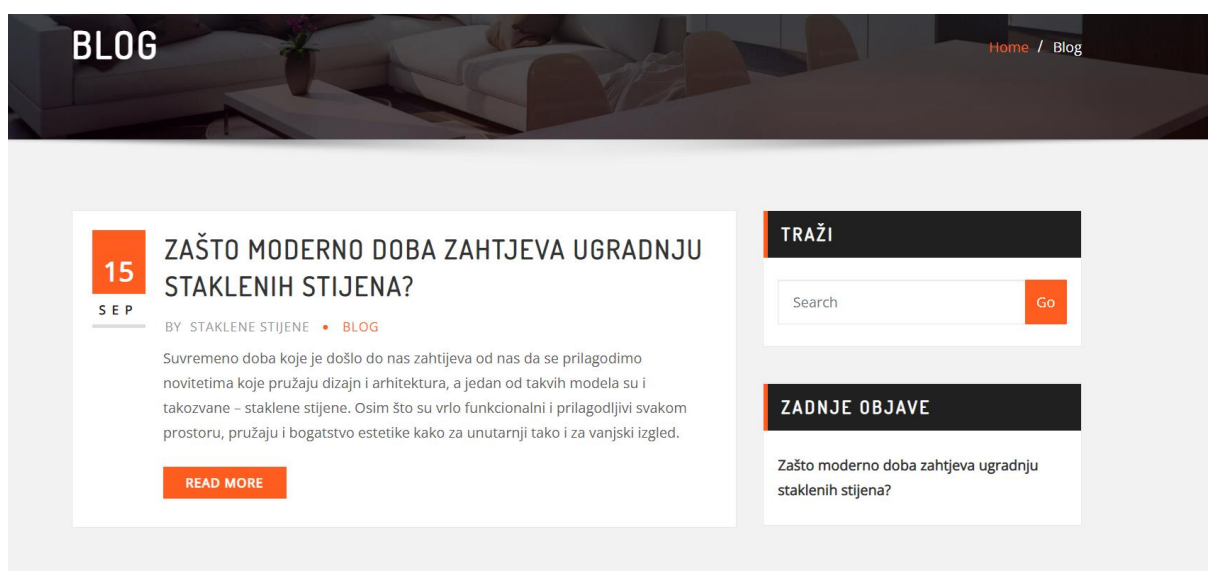 BLOG
Home / Blog
15
SEP
ZAŠTO MODERNO DOBA ZAHTJEVA UGRADNJU
STAKLENIH STIJENA?
BY STAKLENE STIJENE • BLOG
Suvremeno doba koje je došlo do nas zahtijeva od nas da se prilagodimo
novitetima koje pružaju dizajn i arhitektura, a jedan od takvih modela su i
takozvane – staklene stijene. Osim što su vrlo funkcionalni i prilagodljivi svakom
prostoru, pružaju i bogatstvo estetike kako za unutarnji tako i za vanjski izgled.
READ MORE
TRAŽI
Search
Go
ZADNJE OBJAVE
Zašto moderno doba zahtjeva ugradnju
staklenih stijena?